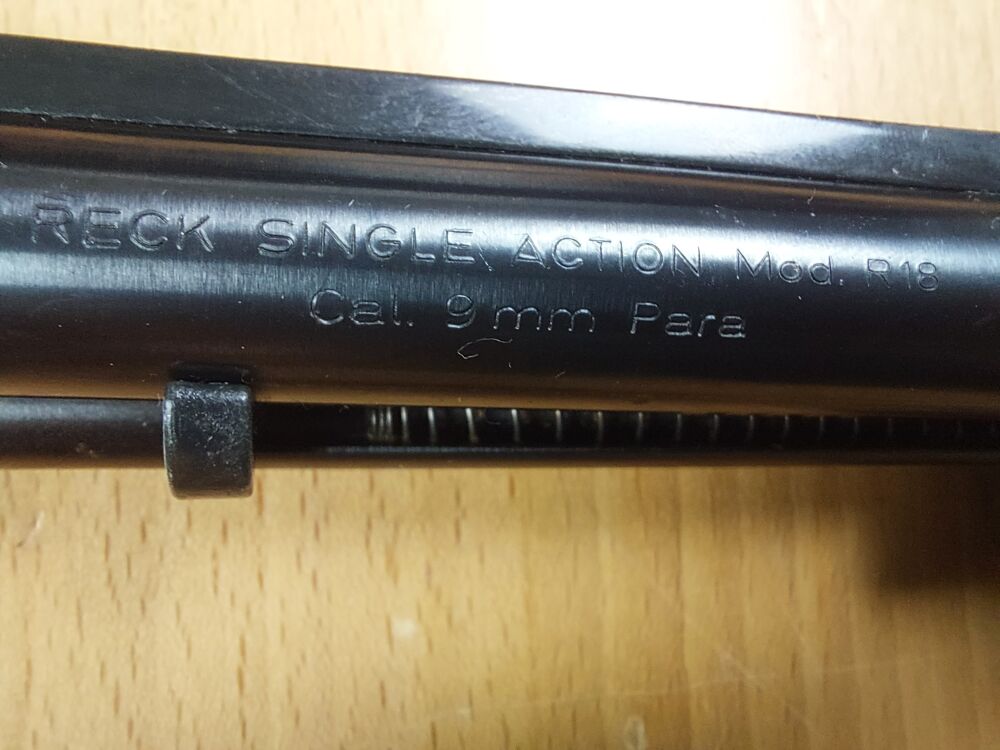 RECK SINGLE ACTION Mod. R18
Cal. 9mm Para